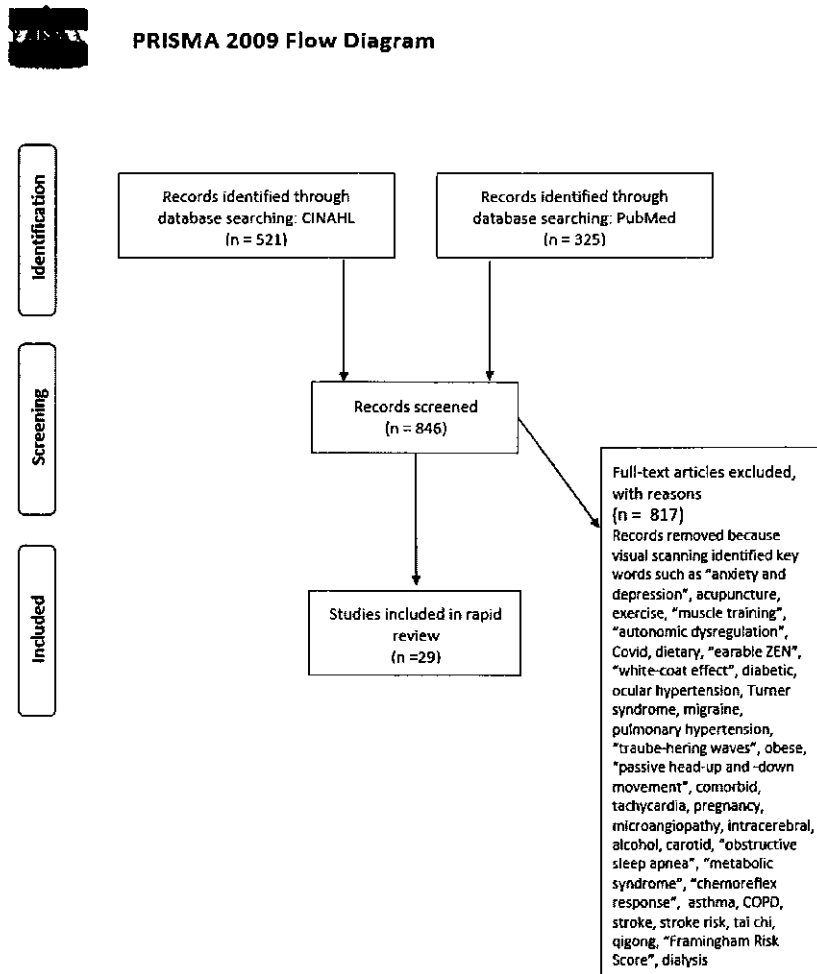 PRISMA 2009 Flow Diagram
Identification
Records identified through
database searching: CINAHL
(n = 521)
Records identified through
database searching: PubMed
(n = 325)
Screening
Records screened
(n = 846)
Full-text articles excluded,
with reasons
(n = 817)
Records removed because
visual scanning identified key
words such as "anxiety and
depression", acupuncture,
exercise, "muscle training",
"autonomic dysregulation",
Covid, dietary, "earable ZEN",
"white-coat effect", diabetic,
ocular hypertension, Turner
syndrome, migraine,
pulmonary hypertension,
"traube-hering waves", obese,
"passive head-up and -down
movement", comorbid,
tachycardia, pregnancy,
microangiopathy, intracerebral,
alcohol, carotid, "obstructive
sleep apnea", "metabolic
syndrome", "chemoreflex
response", asthma, COPD,
stroke, stroke risk, tai chi,
qigong, "Framingham Risk
Score", dialysis
Included
Studies included in rapid
review
(n =29)